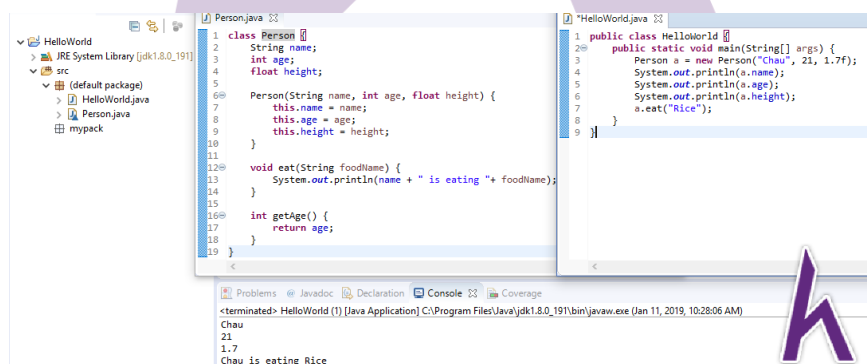 HelloWorld
JRE System Library [jdk1.8.0_191]
src
(default package)
HelloWorld.java
Person.java
mypack
Person.java
1 class Person {
2 String name;
3 int age;
4 float height;
5
6 Person(String name, int age, float height) {
7 this.name = name;
8 this.age = age;
9 this.height = height;
10 }
11
12 void eat(String foodName) {
13 System.out.println(name + " is eating "+ foodName);
14 }
15
16 int getAge() {
17 return age;
18 }
19 }
*HelloWorld.java
1 public class HelloWorld {
2 public static void main(String[] args) {
3 Person a = new Person("Chau", 21, 1.7f);
4 System.out.println(a.name);
5 System.out.println(a.age);
6 System.out.println(a.height);
7 a.eat("Rice");
8 }
9 }
Problems @ Javadoc Declaration Console Coverage
<terminated> HelloWorld (1) [Java Application] C:\Program Files\Java\jdk1.8.0_191\bin\javaw.exe (Jan 11, 2019, 10:28:06 AM)
Chau
21
1.7
Chau is eating Rice